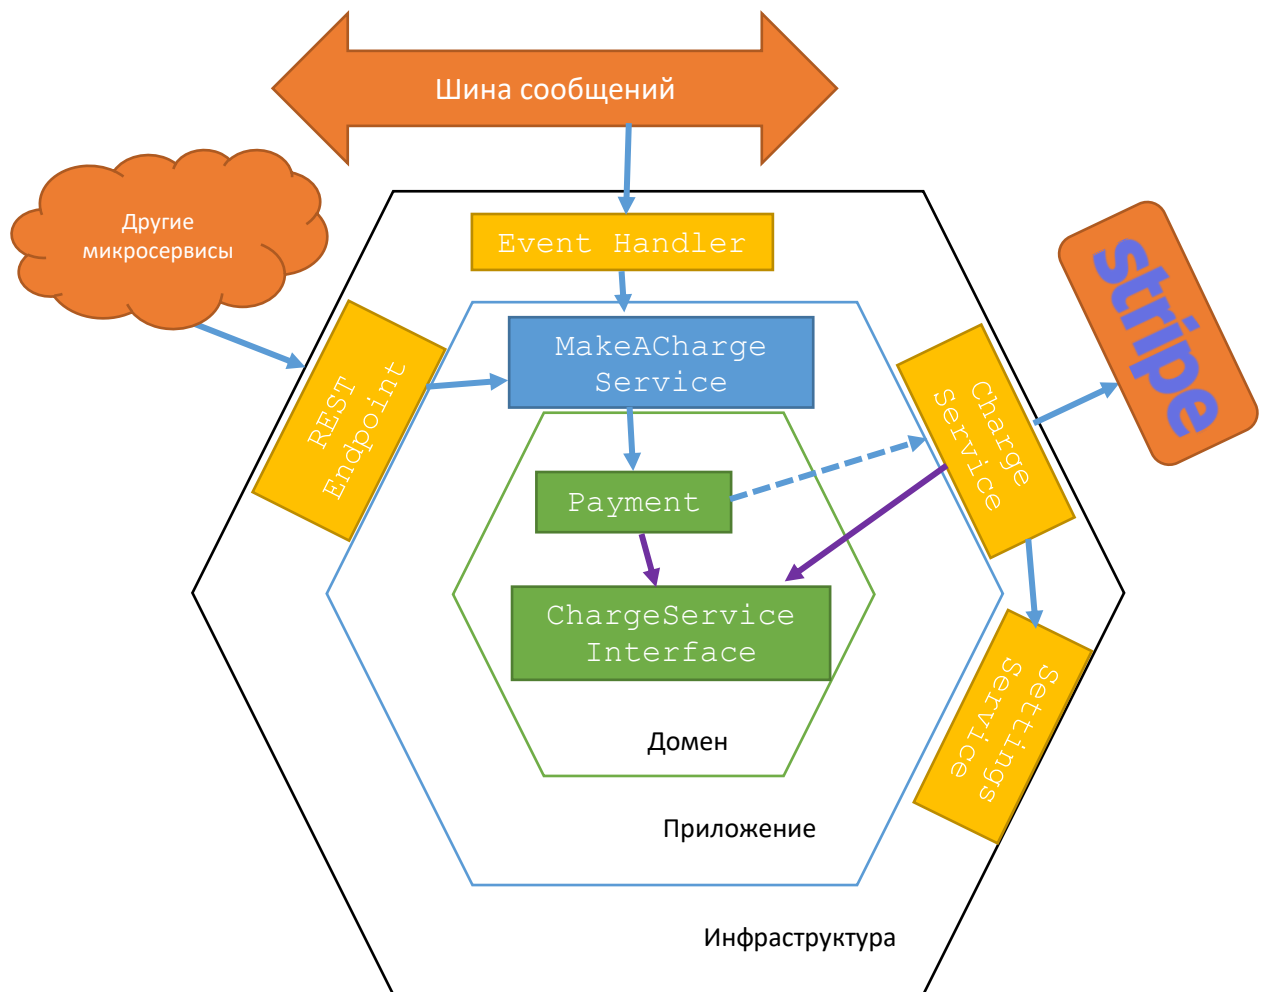 Шина сообщений
Другие
микросервисы
Event Handler
stripe
MakeACharge
Service
REST
Endpoint
Charge
Service
Payment
ChargeService
Interface
Settings
Service
Домен
Приложение
Инфраструктура